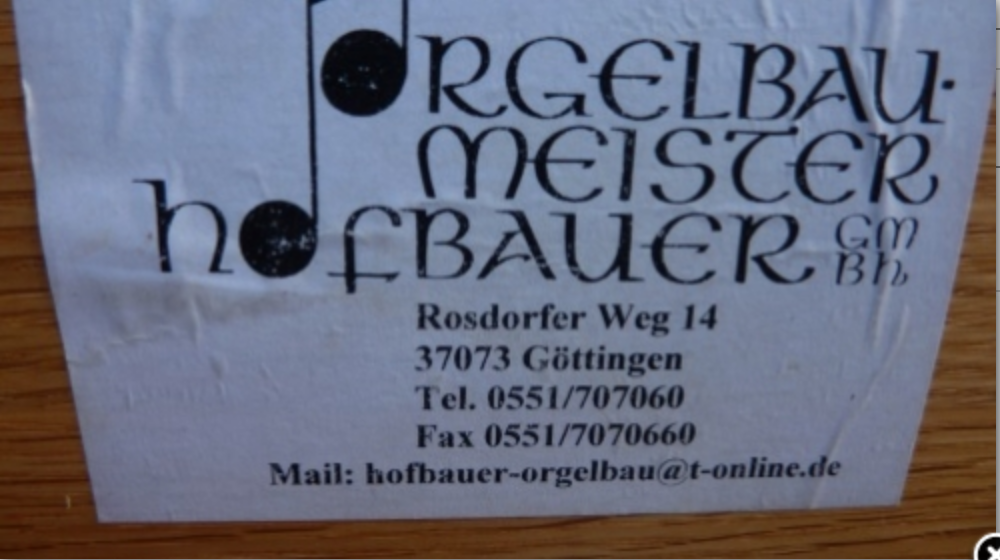 ORGELBAU-
MEISTER
hofBAUER GMBh
Rosdorfer Weg 14
37073 Göttingen
Tel. 0551/707060
Fax 0551/7070660
Mail: hofbauer-orgelbau@t-online.de